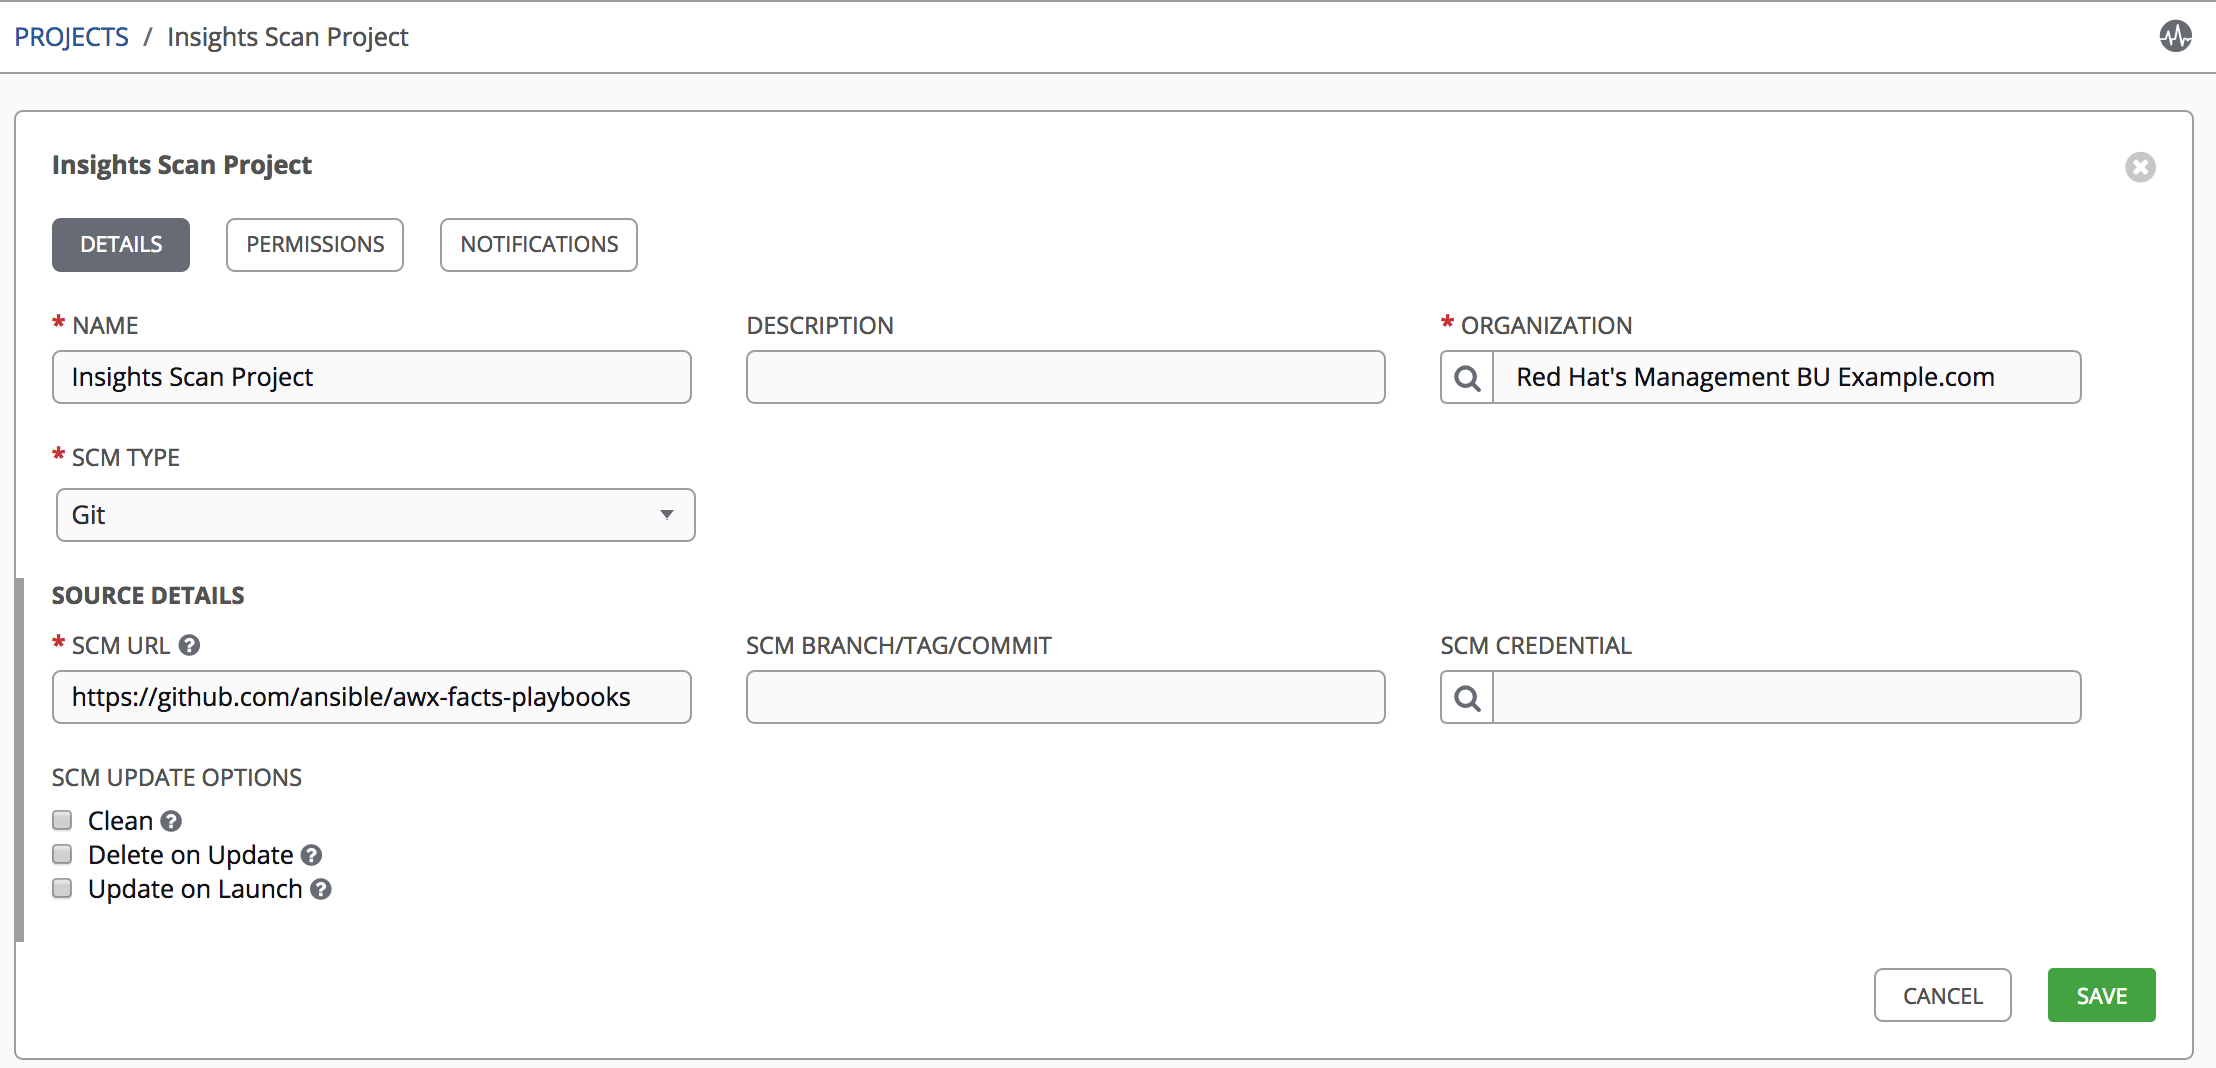 PROJECTS / Insights Scan Project
Insights Scan Project
DETAILS PERMISSIONS NOTIFICATIONS
* NAME DESCRIPTION * ORGANIZATION
Insights Scan Project Red Hat's Management BU Example.com
* SCM TYPE
Git
SOURCE DETAILS
* SCM URL ? SCM BRANCH/TAG/COMMIT SCM CREDENTIAL
https://github.com/ansible/awx-facts-playbooks
SCM UPDATE OPTIONS
Clean ?
Delete on Update ?
Update on Launch ?
CANCEL SAVE